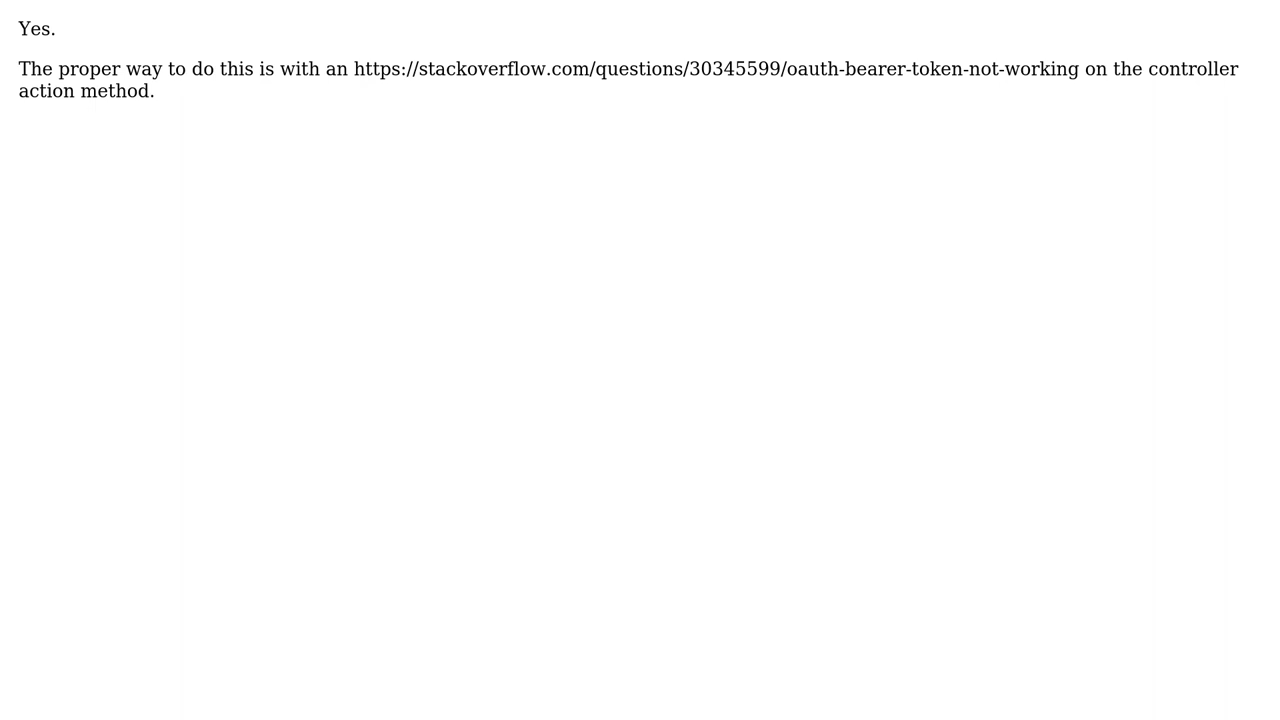 Yes.
The proper way to do this is with an https://stackoverflow.com/questions/30345599/oauth-bearer-token-not-working on the controller
action method.